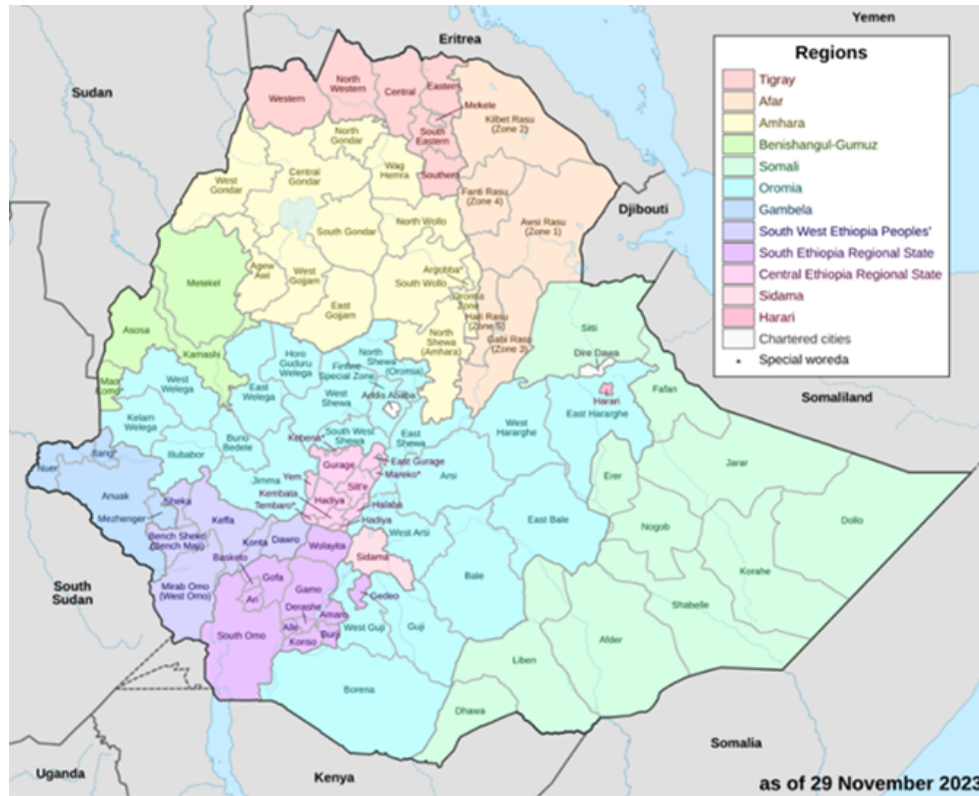 Yemen
Eritrea
Sudan
Djibouti
Somaliland
Somalia
Kenya
Uganda
South
Sudan
Regions
Tigray
Afar
Amhara
Benishangul-Gumuz
Somali
Oromia
Gambela
South West Ethiopia Peoples'
South Ethiopia Regional State
Central Ethiopia Regional State
Sidama
Harari
Chartered cities
* Special woreda
Western
North
Western
Central
Eastern
Mekele
South
Eastern
Southern
Kilbet Rasu
(Zone 2)
Fanti Rasu
(Zone 4)
Awsi Rasu
(Zone 1)
Hari Rasu
(Zone 5)
Gabi Rasu
(Zone 3)
North
Gondar
West
Gondar
Central
Gondar
Wag
Hemra
South Gondar
North Wollo
Argobba*
South Wollo
Oromia
Zone
Agew
Awi
West
Gojjam
East
Gojjam
North
Shewa
(Amhara)
Metekel
Asosa
Kamashi
Mao
Komo*
Sitti
Dire Dawa
Harari
Fafan
East Hararghe
West
Hararghe
Erer
Jarar
Nogob
Dollo
Korahe
Shabelle
Afder
Liben
Dhawa
West
Welega
Kelam
Welega
Horo
Guduru
Welega
East
Welega
North
Shewa
(Oromia)
Finfine
Special Zone
Addis Ababa
West
Shewa
South West
Shewa
East
Shewa
Buno
Bedele
Illubabor
Jimma
Arsi
West Arsi
East Bale
Bale
Guji
West Guji
Borena
Kebena*
Gurage
East Gurage
Mareko*
Silt'e
Yem
Hadiya
Kembata
Tembaro*
Halaba
Hadiya
Nuer
Itang*
Anuak
Mezhenger
Sheka
Keffa
Bench Sheko
(Bench Maji)
Konta
Dawro
Mirab Omo
(West Omo)
Basketo
Wolayita
Sidama
Gofa
Gamo
Gedeo
Ari
Derashe
Amaro
Alle
Burji
Konso
South Omo
as of 29 November 2023